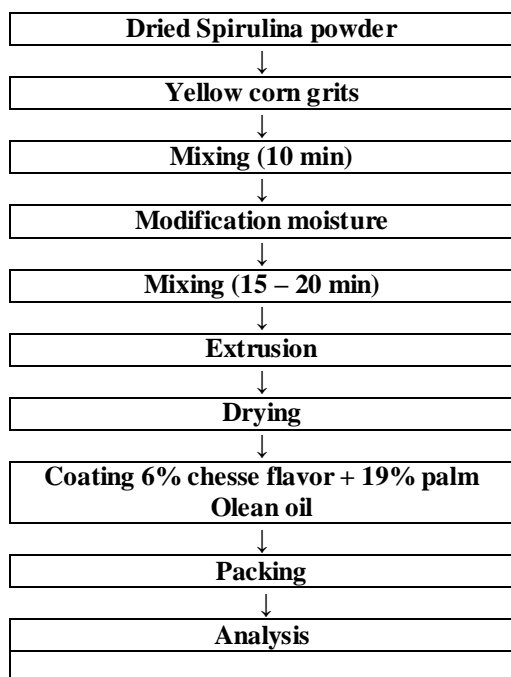 Dried Spirulina powder
↓
Yellow corn grits
↓
Mixing (10 min)
↓
Modification moisture
↓
Mixing (15 – 20 min)
↓
Extrusion
↓
Drying
↓
Coating 6% chesse flavor + 19% palm
Olean oil
↓
Packing
↓
Analysis